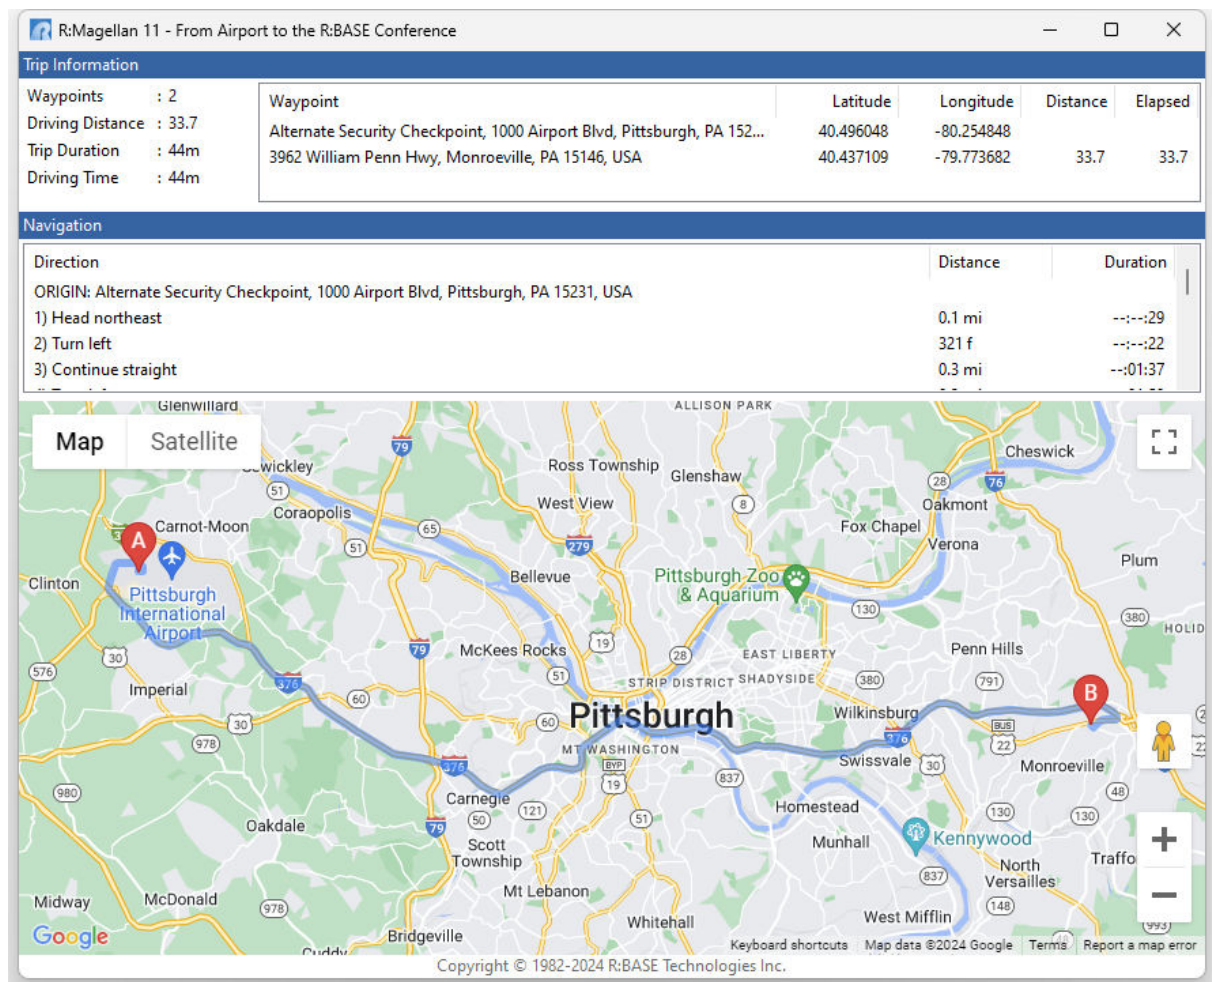 R:Magellan 11 - From Airport to the R:BASE Conference
Trip Information
Waypoints : 2
Driving Distance : 33.7
Trip Duration : 44m
Driving Time : 44m
Waypoint Latitude Longitude Distance Elapsed
Alternate Security Checkpoint, 1000 Airport Blvd, Pittsburgh, PA 152... 40.496048 -80.254848
3962 William Penn Hwy, Monroeville, PA 15146, USA 40.437109 -79.773682 33.7 33.7
Navigation
Direction Distance Duration
ORIGIN: Alternate Security Checkpoint, 1000 Airport Blvd, Pittsburgh, PA 15231, USA
1) Head northeast 0.1 mi --:--:29
2) Turn left 321 f --:--:22
3) Continue straight 0.3 mi --:01:37
Glenwillard
ALLISON PARK
Map Satellite
79
Cheswick
Ross Township
Glenshaw
28
76
51
West View
8
Oakmont
Coraopolis
Carnot-Moon
65
Fox Chapel
A
51
279
Verona
Plum
Clinton
Bellevue
Pittsburgh Zoo
& Aquarium
Pittsburgh
International
Airport
130
380
HOLID
79
McKees Rocks
19
28
EAST LIBERTY
Penn Hills
30
576
51
STRIP DISTRICT
SHADYSIDE
380
791
B
Imperial
376
60
60
Pittsburgh
Wilkinsburg
30
BUS
22
978
376
MT WASHINGTON
376
Swissvale
30
Monroeville
BYP
19
837
980
Carnegie
121
48
50
51
Homestead
130
130
79
Oakdale
Scott
Township
Munhall
Kennywood
North
Versailles
Traffo
837
Mt Lebanon
Midway
McDonald
978
148
Whitehall
West Mifflin
993
Google
Bridgeville
Keyboard shortcuts Map data ©2024 Google Terms Report a map error
Copyright © 1982-2024 R:BASE Technologies Inc.